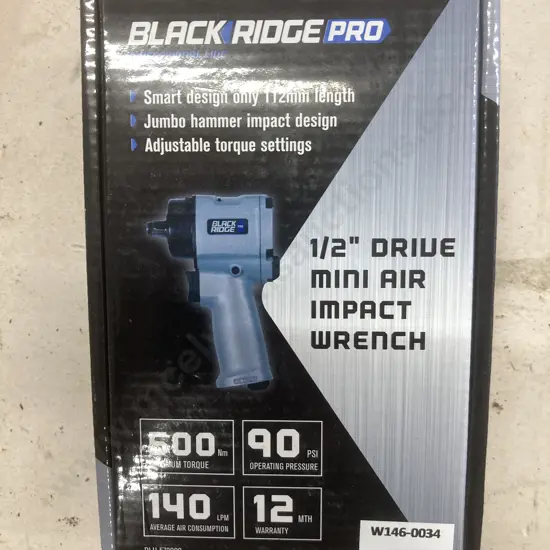 BLACK RIDGE PRO
Smart design only 112mm length
Jumbo hammer impact design
Adjustable torque settings
BLACK RIDGE
1/2" DRIVE
MINI AIR
IMPACT
WRENCH
Nm
TORQUE
90 PSI
OPERATING PRESSURE
140 LPM
AVERAGE AIR CONSUMPTION
12 MTH
WARRANTY
W146-0034